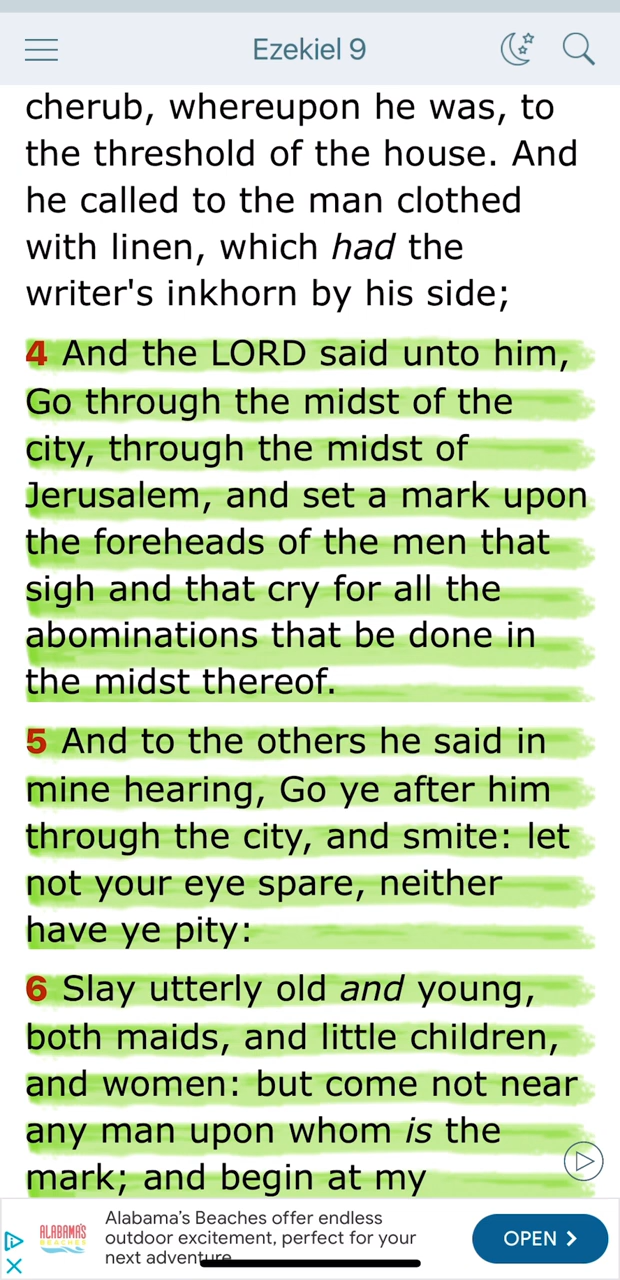 Ezekiel 9
cherub, whereupon he was, to
the threshold of the house. And
he called to the man clothed
with linen, which had the
writer's inkhorn by his side;
4 And the LORD said unto him,
Go through the midst of the
city, through the midst of
Jerusalem, and set a mark upon
the foreheads of the men that
sigh and that cry for all the
abominations that be done in
the midst thereof.
5 And to the others he said in
mine hearing, Go ye after him
through the city, and smite: let
not your eye spare, neither
have ye pity:
6 Slay utterly old and young,
both maids, and little children,
and women: but come not near
any man upon whom is the
mark; and begin at my
ALABAMA'S
BEACHES
Alabama's Beaches offer endless
outdoor excitement, perfect for your
next adventure
OPEN